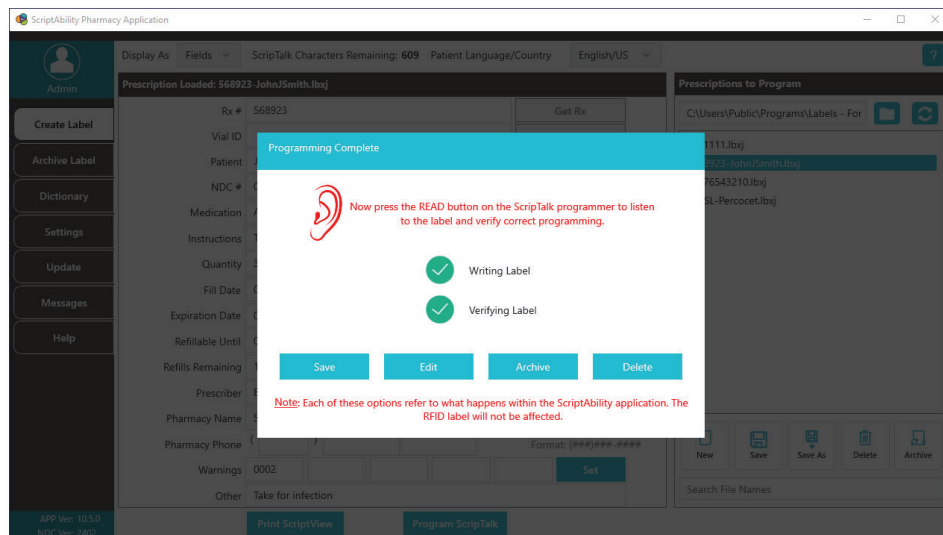 ScriptAbility Pharmacy Application
Admin
Create Label
Archive Label
Dictionary
Settings
Update
Messages
Help
APP Ver: 10.5.0
NDC Ver: 2402
Display As Fields ScripTalk Characters Remaining: 609 Patient Language/Country English/US ?
Prescription Loaded: 568923-JohnJSmith.lbxj
Rx # 568923 Get Rx
Vial ID
Patient
NDC #
Medication
Instructions
Quantity
Fill Date
Expiration Date
Refillable Until
Refills Remaining
Prescriber
Pharmacy Name
Pharmacy Phone ( ) Format: (###)###-####
Warnings 0002 Set
Other Take for infection
Print ScriptView Program ScripTalk
Programming Complete
Now press the READ button on the ScripTalk programmer to listen
to the label and verify correct programming.
Writing Label
Verifying Label
Save Edit Archive Delete
Note: Each of these options refer to what happens within the ScriptAbility application. The
RFID label will not be affected.
Prescriptions to Program
C:\Users\Public\Programs\Labels - For
1111.lbxj
8923-JohnJSmith.lbxj
76543210.lbxj
SL-Percocet.lbxj
New Save Save As Delete Archive
Search File Names